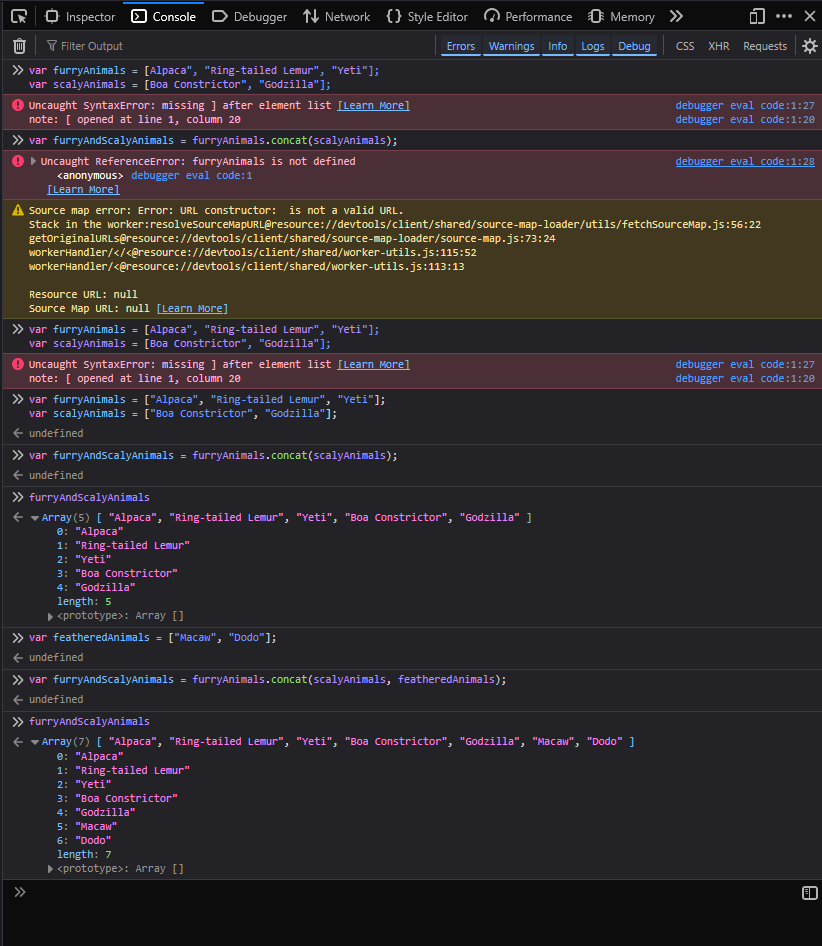 Inspector Console Debugger Network Style Editor Performance Memory
Filter Output Errors Warnings Info Logs Debug CSS XHR Requests
var furryAnimals = [Alpaca", "Ring-tailed Lemur", "Yeti"];
var scalyAnimals = [Boa Constrictor", "Godzilla"];
Uncaught SyntaxError: missing ] after element list [Learn More] debugger eval code:1:27
note: [ opened at line 1, column 20 debugger eval code:1:20
var furryAndScalyAnimals = furryAnimals.concat(scalyAnimals);
Uncaught ReferenceError: furryAnimals is not defined debugger eval code:1:28
<anonymous> debugger eval code:1
[Learn More]
Source map error: Error: URL constructor:  is not a valid URL.
Stack in the worker:resolveSourceMapURL@resource://devtools/client/shared/source-map-loader/utils/fetchSourceMap.js:56:22
getOriginalURLs@resource://devtools/client/shared/source-map-loader/source-map.js:73:24
workerHandler/</<@resource://devtools/client/shared/worker-utils.js:115:52
workerHandler/<@resource://devtools/client/shared/worker-utils.js:113:13
Resource URL: null
Source Map URL: null [Learn More]
var furryAnimals = [Alpaca", "Ring-tailed Lemur", "Yeti"];
var scalyAnimals = [Boa Constrictor", "Godzilla"];
Uncaught SyntaxError: missing ] after element list [Learn More] debugger eval code:1:27
note: [ opened at line 1, column 20 debugger eval code:1:20
var furryAnimals = ["Alpaca", "Ring-tailed Lemur", "Yeti"];
var scalyAnimals = ["Boa Constrictor", "Godzilla"];
undefined
var furryAndScalyAnimals = furryAnimals.concat(scalyAnimals);
undefined
furryAndScalyAnimals
Array(5) [ "Alpaca", "Ring-tailed Lemur", "Yeti", "Boa Constrictor", "Godzilla" ]
0: "Alpaca"
1: "Ring-tailed Lemur"
2: "Yeti"
3: "Boa Constrictor"
4: "Godzilla"
length: 5
<prototype>: Array []
var featheredAnimals = ["Macaw", "Dodo"];
undefined
var furryAndScalyAnimals = furryAnimals.concat(scalyAnimals, featheredAnimals);
undefined
furryAndScalyAnimals
Array(7) [ "Alpaca", "Ring-tailed Lemur", "Yeti", "Boa Constrictor", "Godzilla", "Macaw", "Dodo" ]
0: "Alpaca"
1: "Ring-tailed Lemur"
2: "Yeti"
3: "Boa Constrictor"
4: "Godzilla"
5: "Macaw"
6: "Dodo"
length: 7
<prototype>: Array []